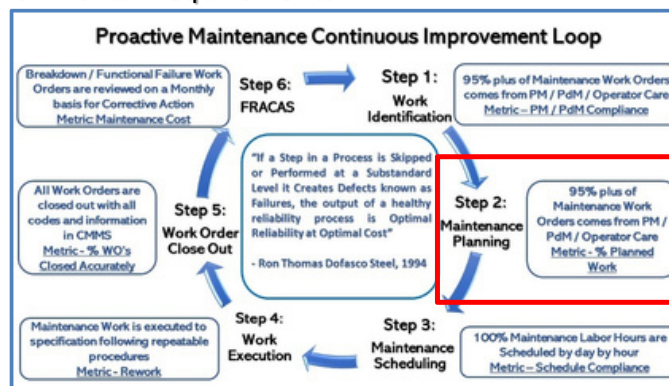 Proactive Maintenance Continuous Improvement Loop
Breakdown / Functional Failure Work
Orders are reviewed on a Monthly
basis for Corrective Action
Metric: Maintenance Cost
Step 6:
FRACAS
Step 1:
Work
Identification
95% plus of Maintenance Work Orders
comes from PM / PdM / Operator Care
Metric – PM / PdM Compliance
"If a Step in a Process is Skipped
or Performed at a Substandard
Level it Creates Defects known as
Failures, the output of a healthy
reliability process is Optimal
Reliability at Optimal Cost"
- Ron Thomas Dofasco Steel, 1994
Step 2:
Maintenance
Planning
95% plus of
Maintenance Work
Orders comes from PM /
PdM / Operator Care
Metric - % Planned
Work
All Work Orders are
closed out with all
codes and information
in CMMS
Metric - % WO's
Closed Accurately
Step 5:
Work Order
Close Out
Maintenance Work is executed to
specification following repeatable
procedures
Metric - Rework
Step 4:
Work
Execution
Step 3:
Maintenance
Scheduling
100% Maintenance Labor Hours are
Scheduled by day by hour
Metric – Schedule Compliance